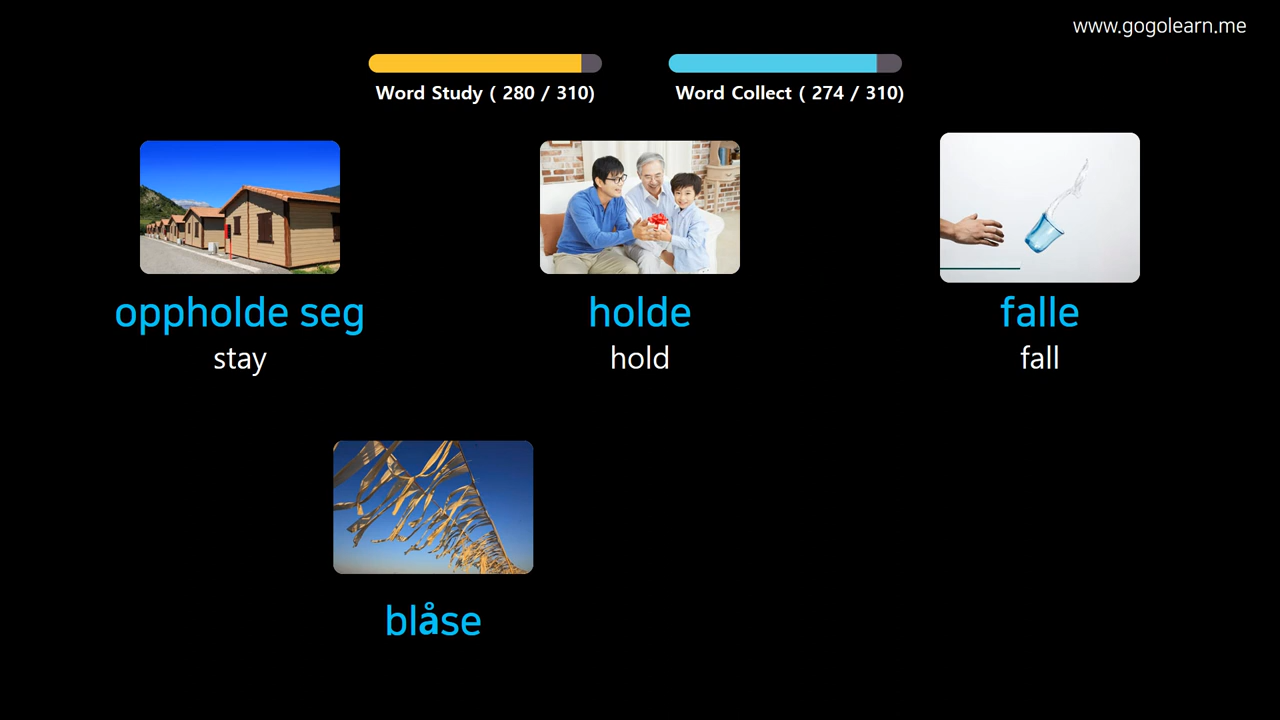 www.gogolearn.me
Word Study ( 280 / 310)
Word Collect ( 274 / 310)
oppholde seg
stay
holde
hold
falle
fall
blåse